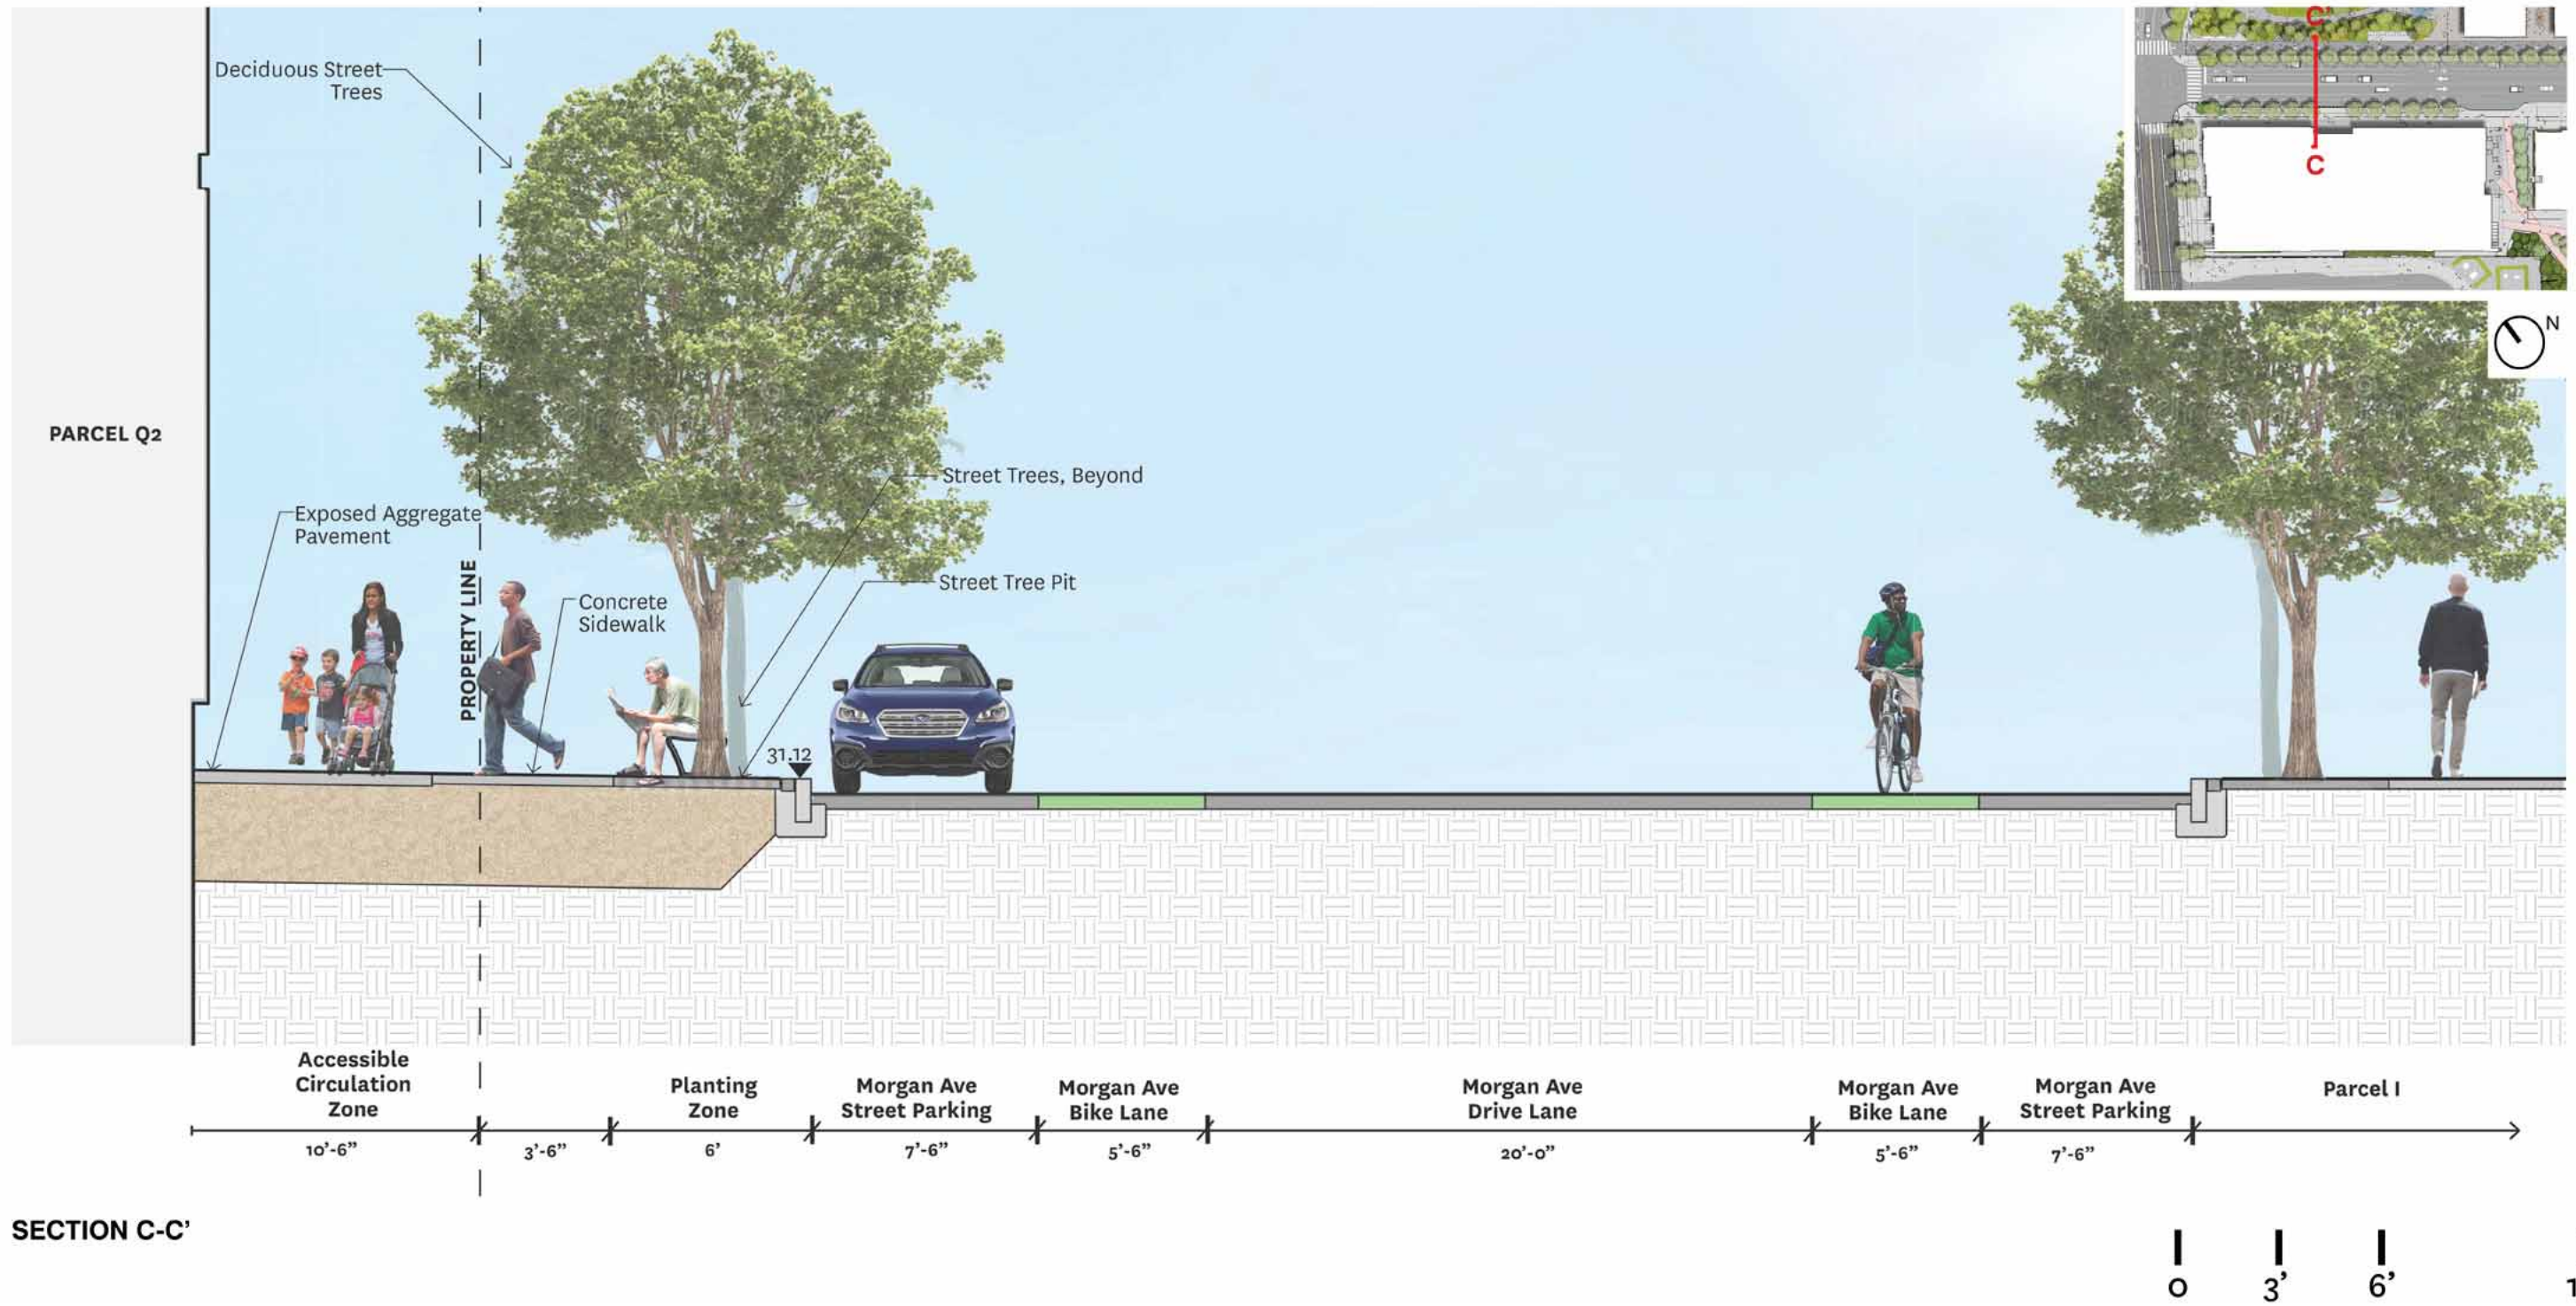 Deciduous Street
Trees
C'
C
N
PARCEL Q2
Street Trees, Beyond
Exposed Aggregate
Pavement
PROPERTY LINE
Street Tree Pit
Concrete
Sidewalk
31.12
Accessible
Circulation
Zone
10'-6"
3'-6"
Planting
Zone
6'
Morgan Ave
Street Parking
7'-6"
Morgan Ave
Bike Lane
5'-6"
Morgan Ave
Drive Lane
20'-0"
Morgan Ave
Bike Lane
5'-6"
Morgan Ave
Street Parking
7'-6"
Parcel I
SECTION C-C'
0 3' 6'